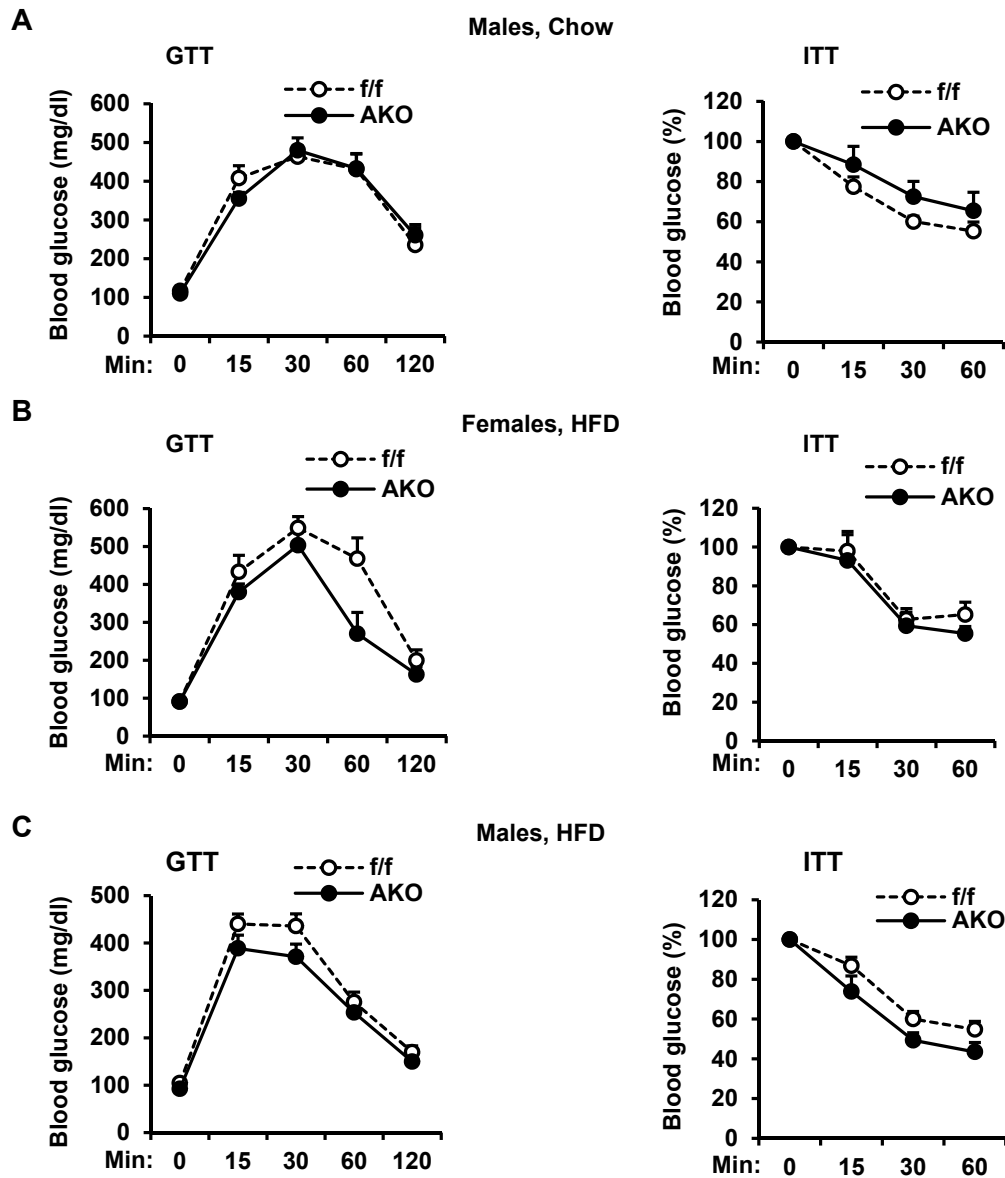 A
Males, Chow
GTT
f/f
AKO
Blood glucose (mg/dl)
600
500
400
300
200
100
0
Min: 0 15 30 60 120
ITT
f/f
AKO
Blood glucose (%)
120
100
80
60
40
20
0
0 15 30 60
B
Females, HFD
GTT
f/f
AKO
Blood glucose (mg/dl)
600
500
400
300
200
100
0
Min: 0 15 30 60 120
ITT
f/f
AKO
Blood glucose (%)
120
100
80
60
40
20
0
Min: 0 15 30 60
C
Males, HFD
GTT
f/f
AKO
Blood glucose (mg/dl)
500
400
300
200
100
0
Min: 0 15 30 60 120
ITT
f/f
AKO
Blood glucose (%)
120
100
80
60
40
20
0
Min: 0 15 30 60